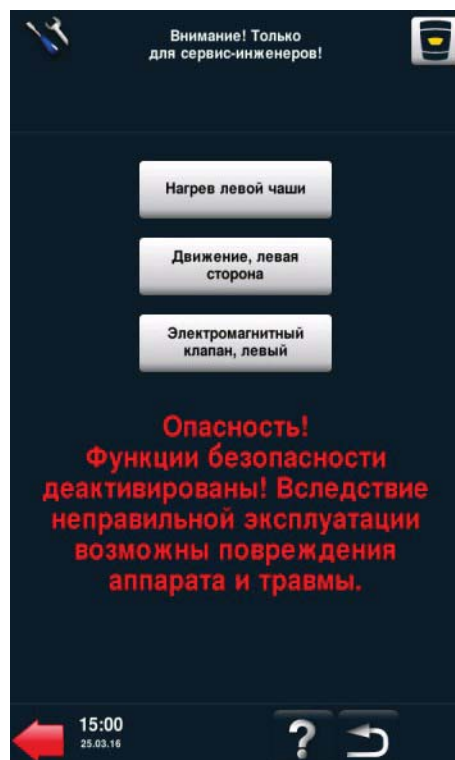 Внимание! Только
для сервис-инженеров!
Нагрев левой чаши
Движение, левая
сторона
Электромагнитный
клапан, левый
Опасность!
Функции безопасности
деактивированы! Вследствие
неправильной эксплуатации
возможны повреждения
аппарата и травмы.
15:00
25.03.16
?